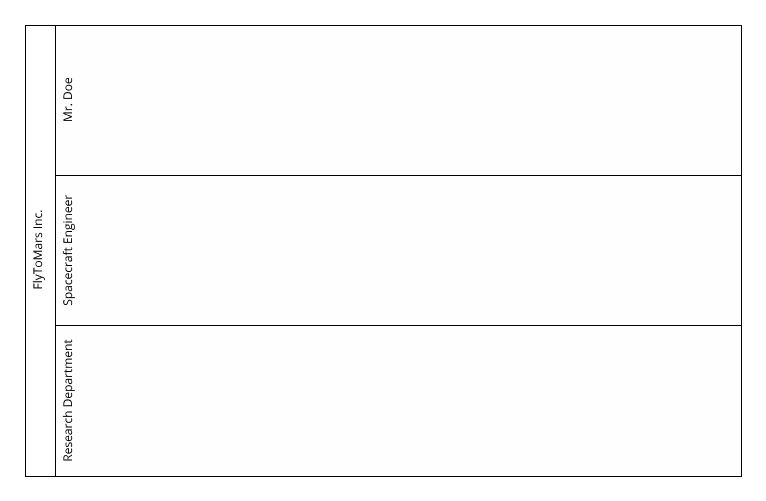 FlyToMars Inc.
Mr. Doe
Spacecraft Engineer
Research Department